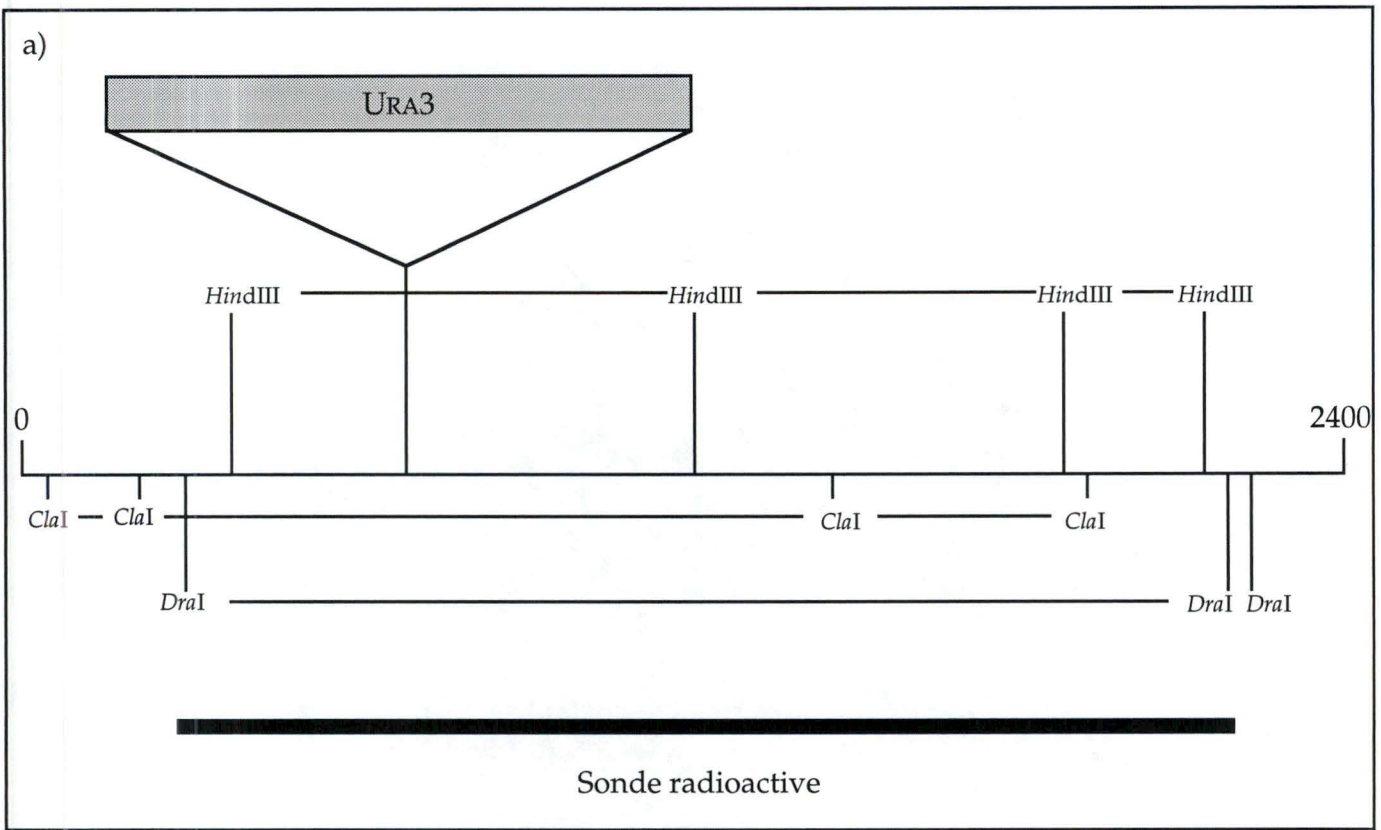 a)
URA3
HindIII HindIII HindIII HindIII
0 2400
ClaI ClaI ClaI ClaI
DraI DraI DraI
Sonde radioactive